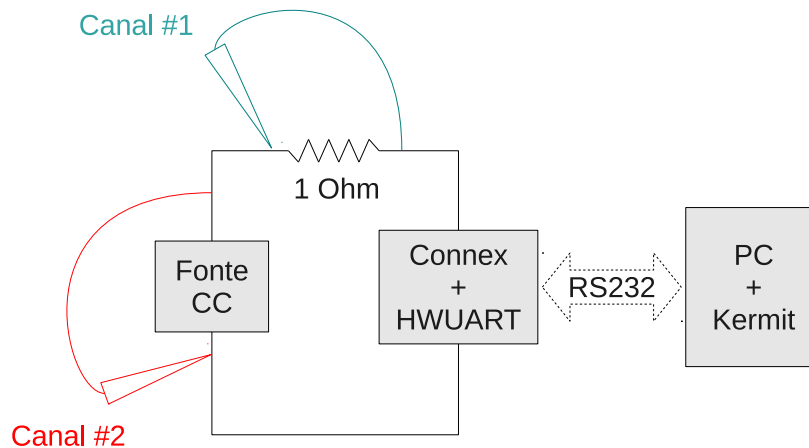 Canal #1
1 Ohm
Fonte
CC
Connex
+
HWUART
RS232
PC
+
Kermit
Canal #2